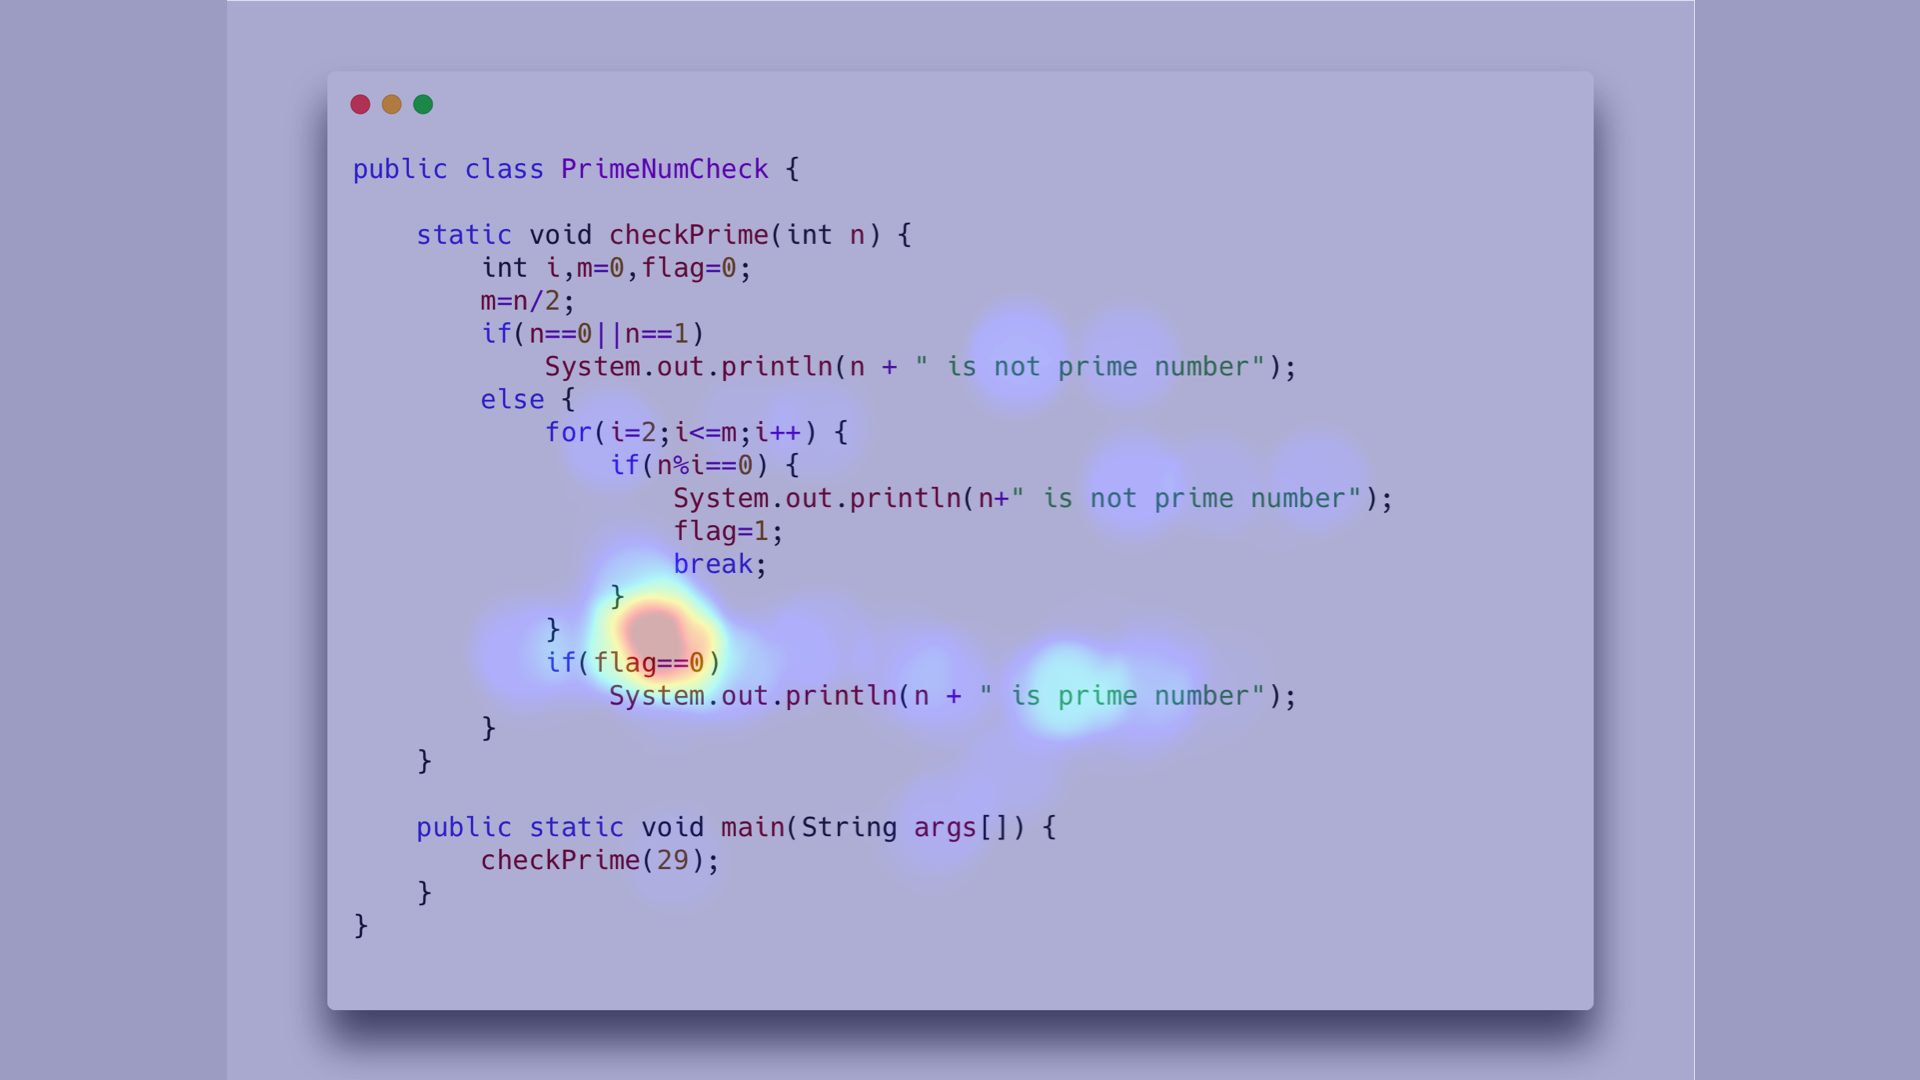 public class PrimeNumCheck {
static void checkPrime(int n) {
int i,m=0,flag=0;
m=n/2;
if(n==0||n==1)
System.out.println(n + " is not prime number");
else {
for(i=2;i<=m;i++) {
if(n%i==0) {
System.out.println(n+" is not prime number");
flag=1;
break;
}
}
if(flag==0)
System.out.println(n + " is prime number");
}
}
public static void main(String args[]) {
checkPrime(29);
}
}